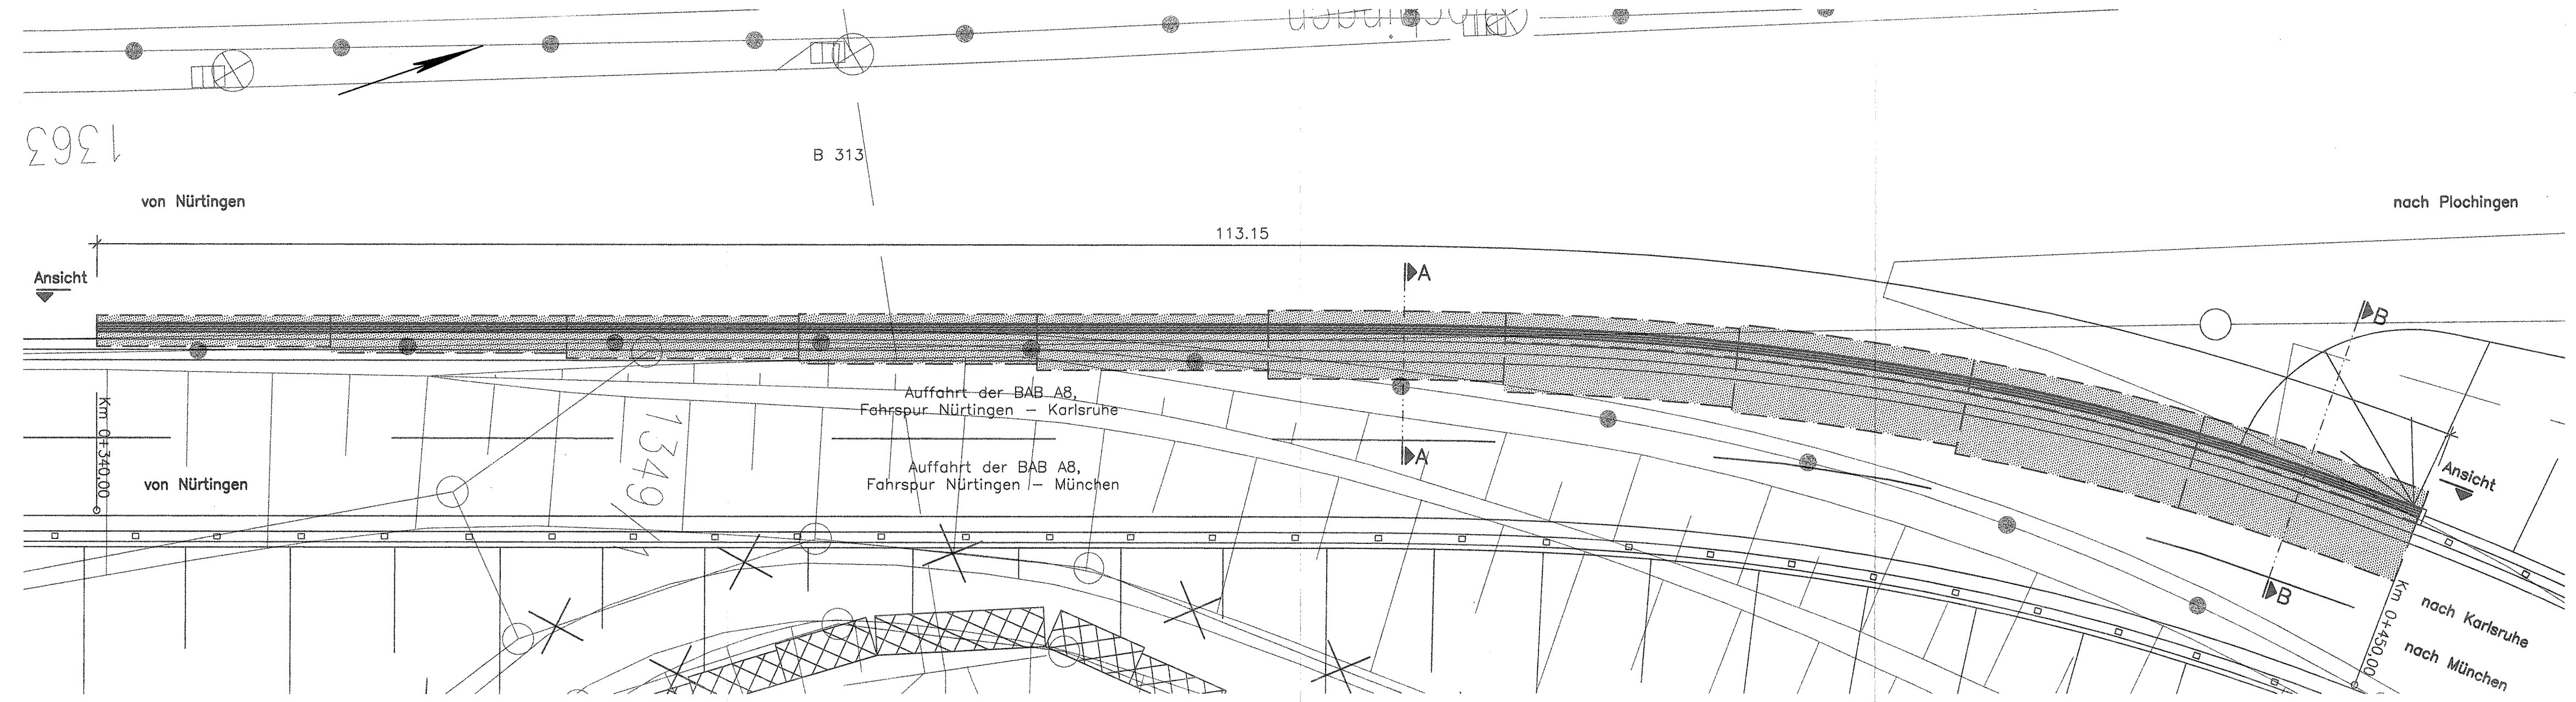 1363
B 313
von Nürtingen
nach Plochingen
113.15
Ansicht
A
B
Auffahrt der BAB A8,
Fahrspur Nürtingen – Karlsruhe
Km 0+340,00
1349/1
A
Auffahrt der BAB A8,
Fahrspur Nürtingen – München
von Nürtingen
Ansicht
B
Km 0+450,00
nach Karlsruhe
nach München